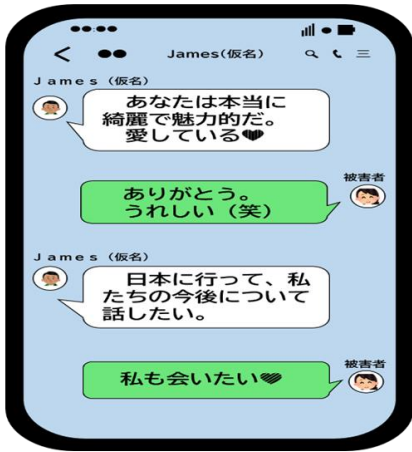 ●●:●●
●● James(仮名)
James(仮名)
あなたは本当に
綺麗で魅力的だ。
愛している♥
被害者
ありがとう。
うれしい(笑)
James(仮名)
日本に行って、私
たちの今後について
話したい。
被害者
私も会いたい♥